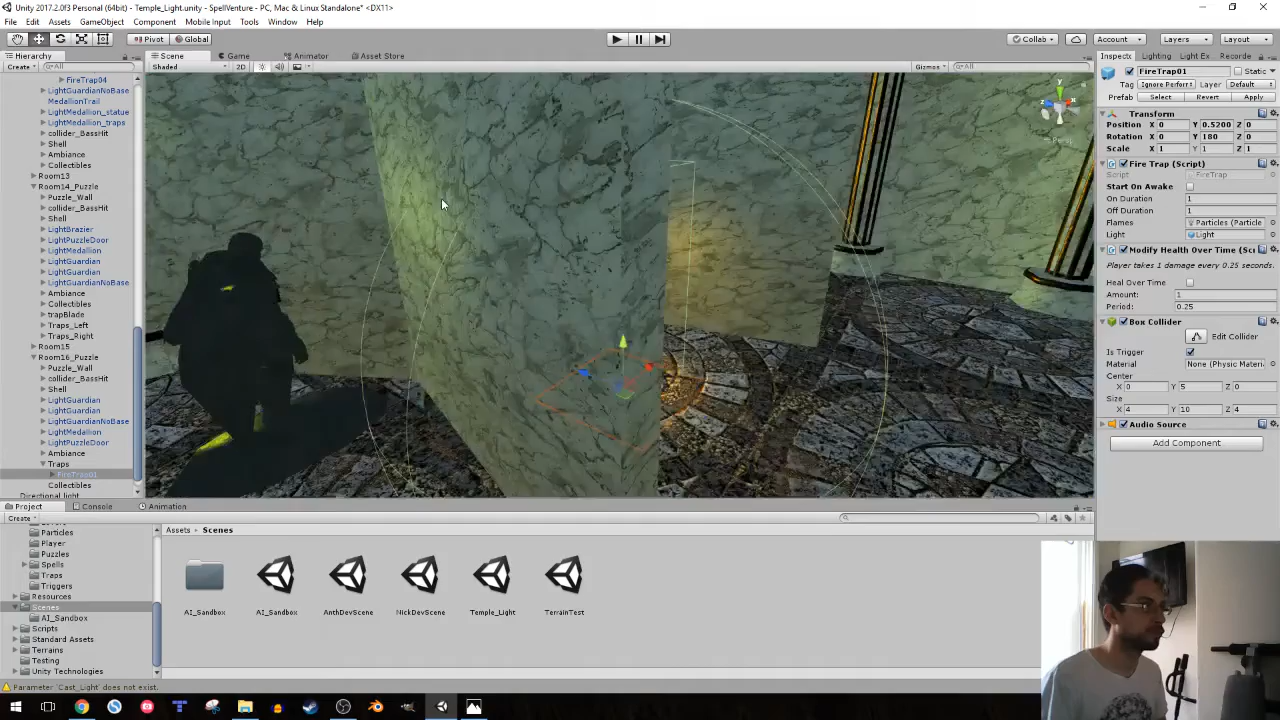 Unity 2017.2.0f3 Personal (64bit) - Temple_Light.unity - SpellVenture - PC, Mac & Linux Standalone* <DX11>
File Edit Assets GameObject Component Mobile Input Tools Window Help
Pivot Global Collab Account Layers Layout
Hierarchy Scene Game Animator Asset Store Inspecto Lighting Light Ex Recorde
Create All Shaded 2D Gizmos All
FireTrap01 Static
Tag Ignore Perform Layer Default
Prefab Select Revert Apply
FireTrap04
LightGuardianNoBase
MedallionTrail
LightMedallion_statue
LightMedallion_traps
collider_BassHit
Shell
Ambiance
Collectibles
Room13
Room14_Puzzle
Puzzle_Wall
collider_BassHit
Shell
LightBrazier
LightPuzzleDoor
LightMedallion
LightGuardian
LightGuardian
LightGuardianNoBase
Ambiance
Collectibles
trapBlade
Traps_Left
Traps_Right
Room15
Room16_Puzzle
Puzzle_Wall
collider_BassHit
Shell
LightGuardian
LightGuardian
LightGuardianNoBase
LightMedallion
LightPuzzleDoor
Ambiance
Traps
FireTrap01
Collectibles
Directional light
y
x
Persp
Transform
Position X 0 Y 0.5200 Z 0
Rotation X 0 Y 180 Z 0
Scale X 1 Y 1 Z 1
Fire Trap (Script)
Script FireTrap
Start On Awake
On Duration 1
Off Duration 1
Flames Particles (Particle
Light Light
Modify Health Over Time (Scr
Player takes 1 damage every 0.25 seconds.
Heal Over Time
Amount: 1
Period: 0.25
Box Collider
Edit Collider
Is Trigger
Material None (Physic Materi
Center
X 0 Y 5 Z 0
Size
X 4 Y 10 Z 4
Audio Source
Add Component
Project Console Animation
Create
Assets Scenes
Particles
Player
Puzzles
Spells
Traps
Triggers
Resources
Scenes
AI_Sandbox
Scripts
Standard Assets
Terrains
Testing
Unity Technologies
AI_Sandbox AI_Sandbox AnthDevScene NickDevScene Temple_Light TerrainTest
Parameter 'Cast_Light' does not exist.